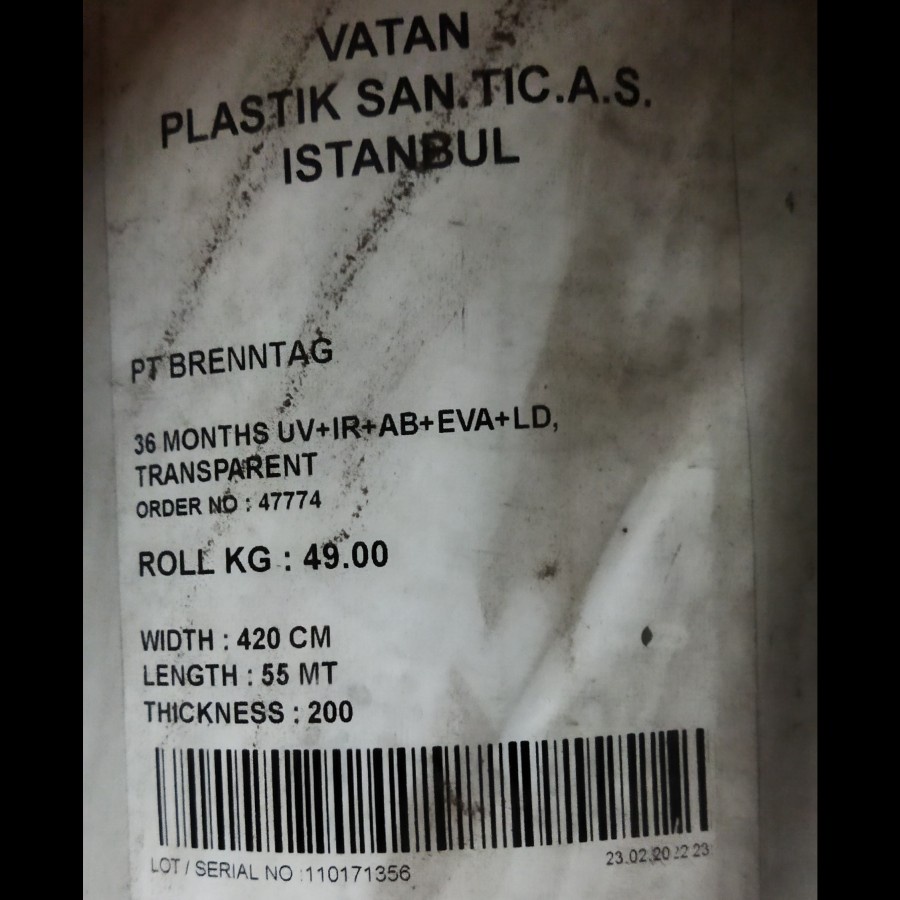 VATAN
PLASTIK SAN.TIC.A.S.
ISTANBUL
PT BRENNTAG
36 MONTHS UV+IR+AB+EVA+LD,
TRANSPARENT
ORDER NO : 47774
ROLL KG : 49.00
WIDTH : 420 CM
LENGTH : 55 MT
THICKNESS : 200
LOT / SERIAL NO :110171356
23.02.2022 23